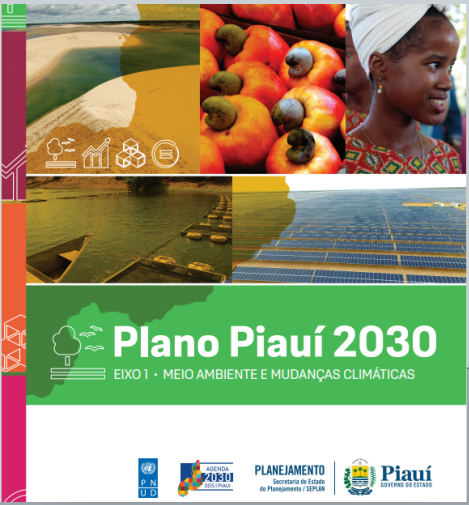 Plano Piauí 2030
EIXO 1 • MEIO AMBIENTE E MUDANÇAS CLIMÁTICAS
P N
U D
AGENDA
2030
ODS | PIAUÍ
PLANEJAMENTO
Secretaria de Estado
do Planejamento / SEPLAN
Piauí
GOVERNO DO ESTADO